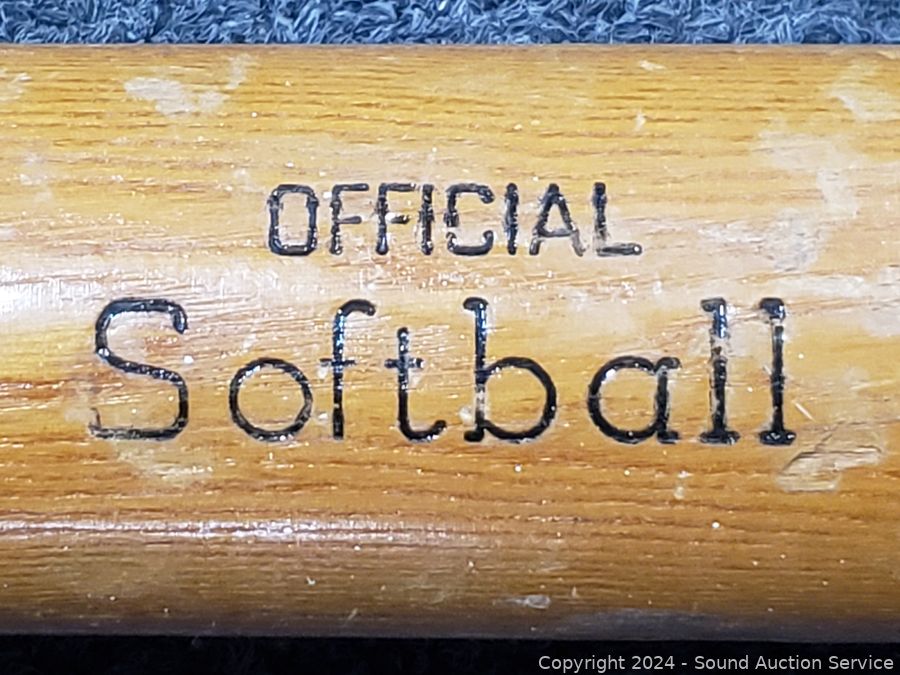 OFFICIAL
Softball
Copyright 2024 - Sound Auction Service